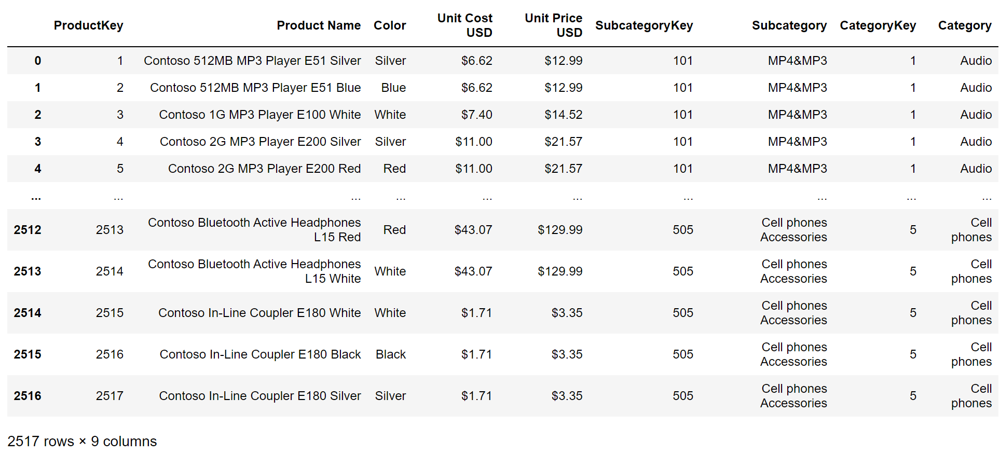 ProductKey Product Name Color Unit Cost USD Unit Price USD SubcategoryKey Subcategory CategoryKey Category
0 1 Contoso 512MB MP3 Player E51 Silver Silver $6.62 $12.99 101 MP4&MP3 1 Audio
1 2 Contoso 512MB MP3 Player E51 Blue Blue $6.62 $12.99 101 MP4&MP3 1 Audio
2 3 Contoso 1G MP3 Player E100 White White $7.40 $14.52 101 MP4&MP3 1 Audio
3 4 Contoso 2G MP3 Player E200 Silver Silver $11.00 $21.57 101 MP4&MP3 1 Audio
4 5 Contoso 2G MP3 Player E200 Red Red $11.00 $21.57 101 MP4&MP3 1 Audio
... ... ... ... ... ... ... ... ... ...
2512 2513 Contoso Bluetooth Active Headphones L15 Red Red $43.07 $129.99 505 Cell phones Accessories 5 Cell phones
2513 2514 Contoso Bluetooth Active Headphones L15 White White $43.07 $129.99 505 Cell phones Accessories 5 Cell phones
2514 2515 Contoso In-Line Coupler E180 White White $1.71 $3.35 505 Cell phones Accessories 5 Cell phones
2515 2516 Contoso In-Line Coupler E180 Black Black $1.71 $3.35 505 Cell phones Accessories 5 Cell phones
2516 2517 Contoso In-Line Coupler E180 Silver Silver $1.71 $3.35 505 Cell phones Accessories 5 Cell phones
2517 rows × 9 columns